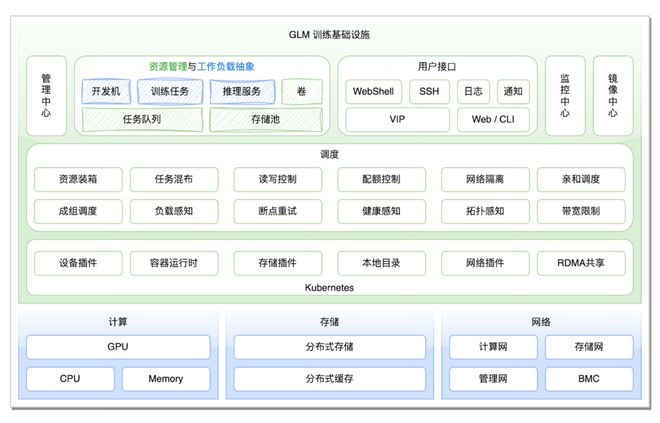 GLM 训练基础设施
管理中心
资源管理与工作负载抽象
开发机
训练任务
推理服务
卷
任务队列
存储池
用户接口
WebShell
SSH
日志
通知
VIP
Web / CLI
监控中心
镜像中心
调度
资源装箱
任务混布
读写控制
配额控制
网络隔离
亲和调度
成组调度
负载感知
断点重试
健康感知
拓扑感知
带宽限制
设备插件
容器运行时
存储插件
本地目录
网络插件
RDMA共享
Kubernetes
计算
GPU
CPU
Memory
存储
分布式存储
分布式缓存
网络
计算网
存储网
管理网
BMC